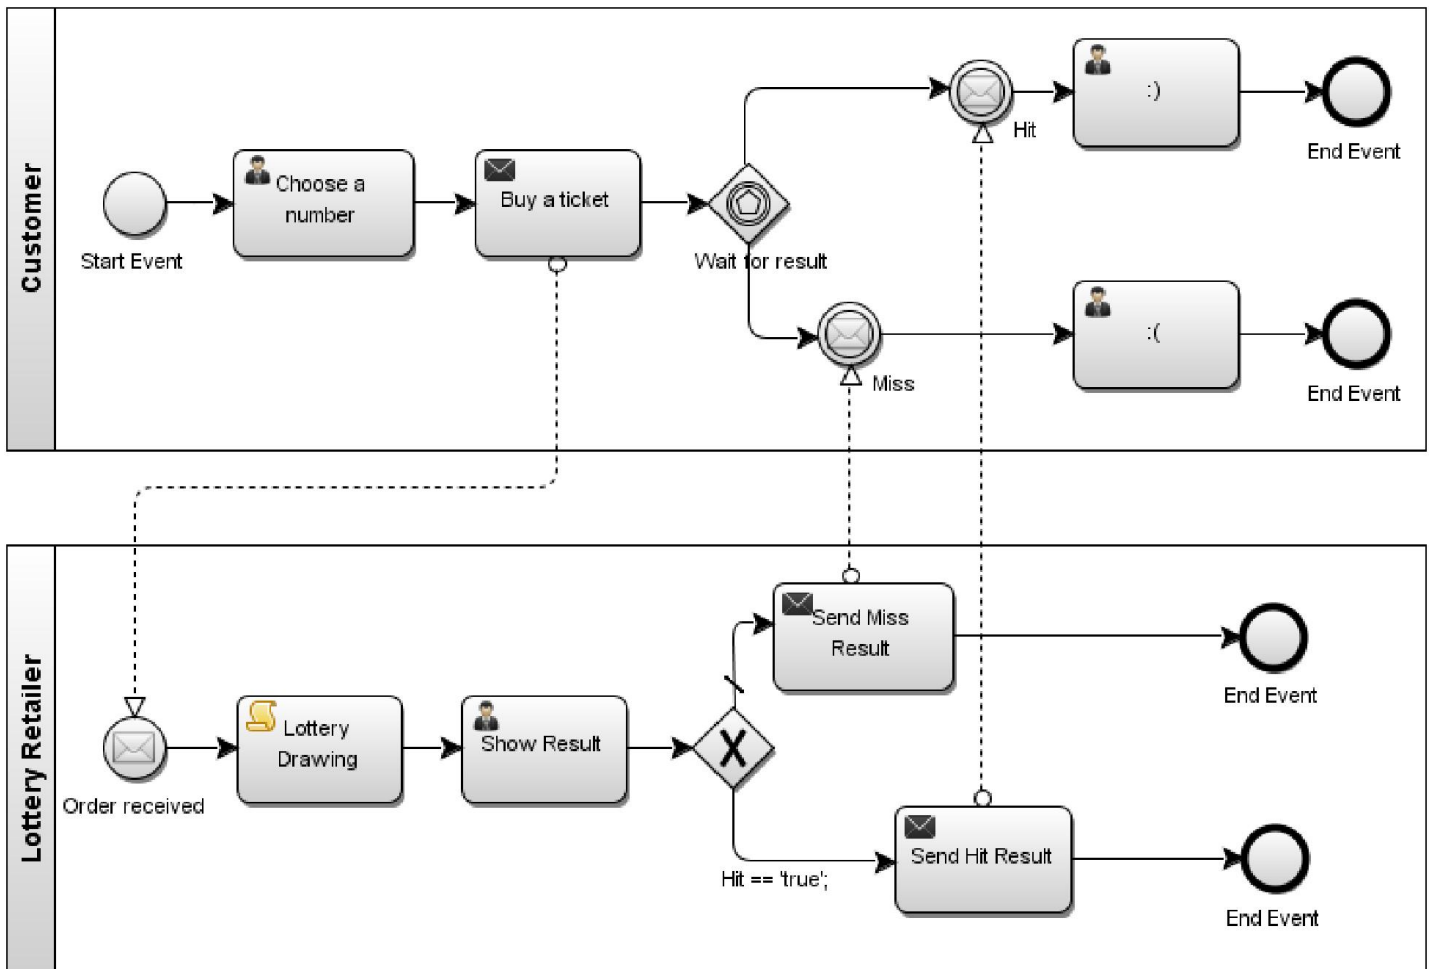 Customer
Start Event
Choose a
number
Buy a ticket
Wait for result
Hit
:)
End Event
Miss
:(
End Event
Lottery Retailer
Order received
Lottery
Drawing
Show Result
Send Miss
Result
End Event
X
Hit == 'true';
Send Hit Result
End Event